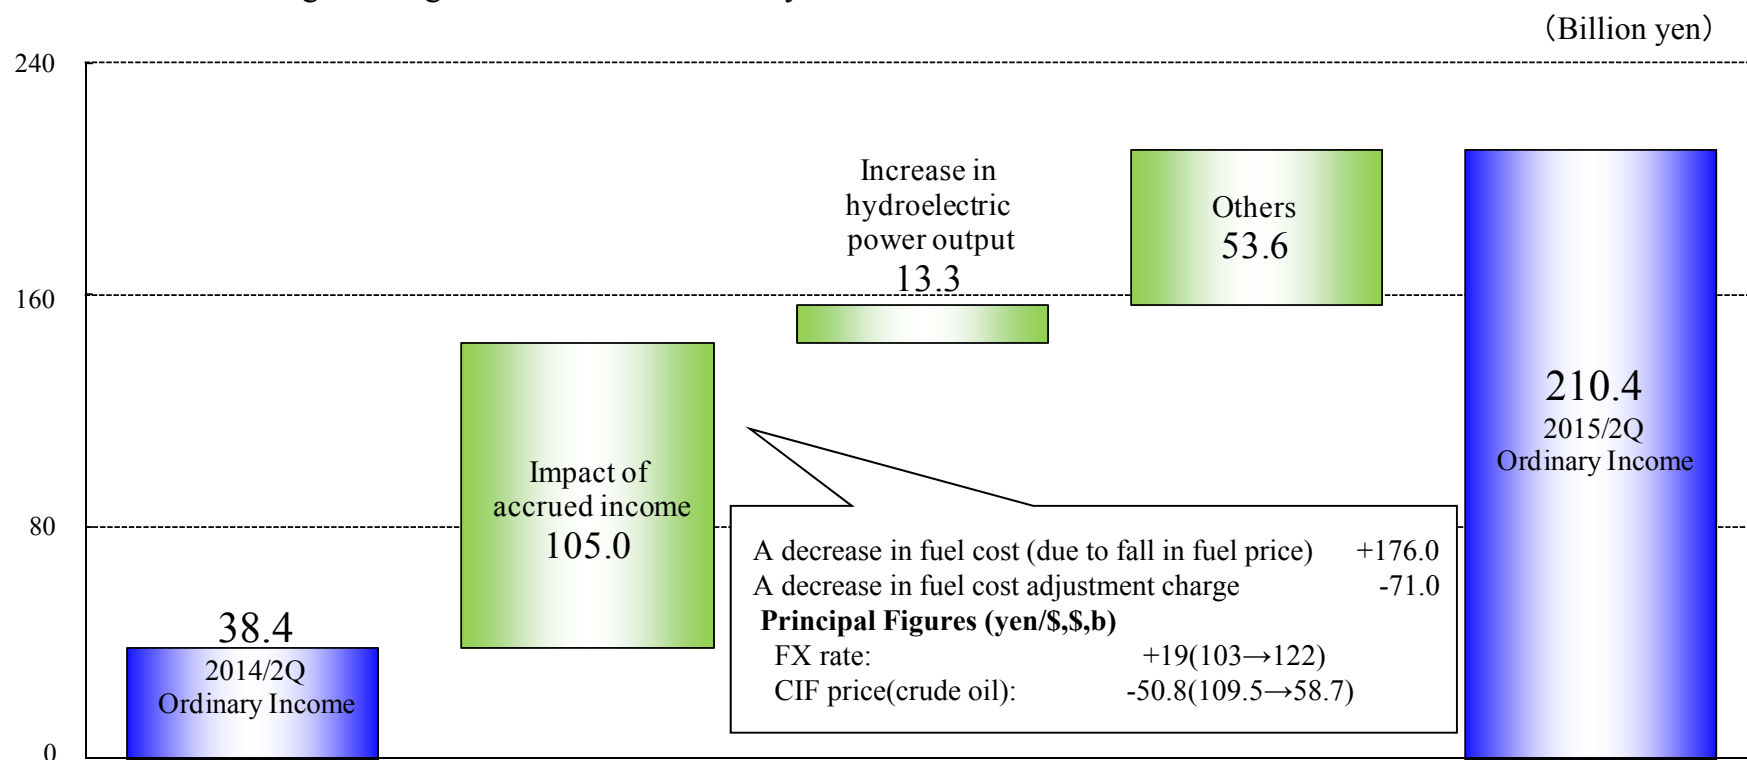 （Billion yen）
240
160
80
0
38.4
2014/2Q
Ordinary Income
Impact of
accrued income
105.0
Increase in
hydroelectric
power output
13.3
Others
53.6
210.4
2015/2Q
Ordinary Income
A decrease in fuel cost (due to fall in fuel price) +176.0
A decrease in fuel cost adjustment charge -71.0
Principal Figures (yen/$,$,b)
FX rate: +19(103→122)
CIF price(crude oil): -50.8(109.5→58.7)